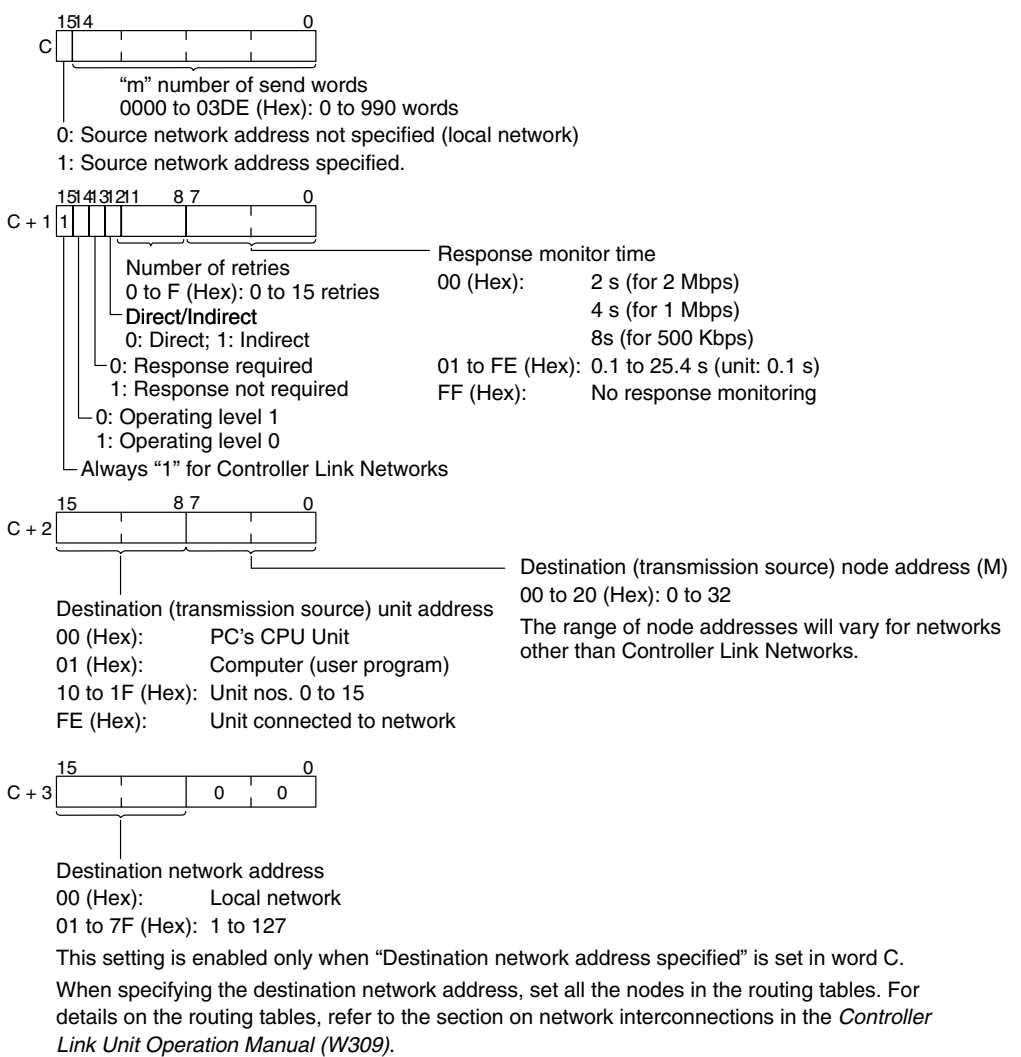 1514 0
C
“m” number of send words
0000 to 03DE (Hex): 0 to 990 words
0: Source network address not specified (local network)
1: Source network address specified.
1514131211 8 7 0
C + 1 1
Number of retries
0 to F (Hex): 0 to 15 retries
Direct/Indirect
0: Direct; 1: Indirect
0: Response required
1: Response not required
0: Operating level 1
1: Operating level 0
Always “1” for Controller Link Networks
Response monitor time
00 (Hex): 2 s (for 2 Mbps)
4 s (for 1 Mbps)
8s (for 500 Kbps)
01 to FE (Hex): 0.1 to 25.4 s (unit: 0.1 s)
FF (Hex): No response monitoring
15 8 7 0
C + 2
Destination (transmission source) unit address
00 (Hex): PC's CPU Unit
01 (Hex): Computer (user program)
10 to 1F (Hex): Unit nos. 0 to 15
FE (Hex): Unit connected to network
Destination (transmission source) node address (M)
00 to 20 (Hex): 0 to 32
The range of node addresses will vary for networks
other than Controller Link Networks.
15 0
C + 3 0 0
Destination network address
00 (Hex): Local network
01 to 7F (Hex): 1 to 127
This setting is enabled only when “Destination network address specified” is set in word C.
When specifying the destination network address, set all the nodes in the routing tables. For
details on the routing tables, refer to the section on network interconnections in the Controller
Link Unit Operation Manual (W309).